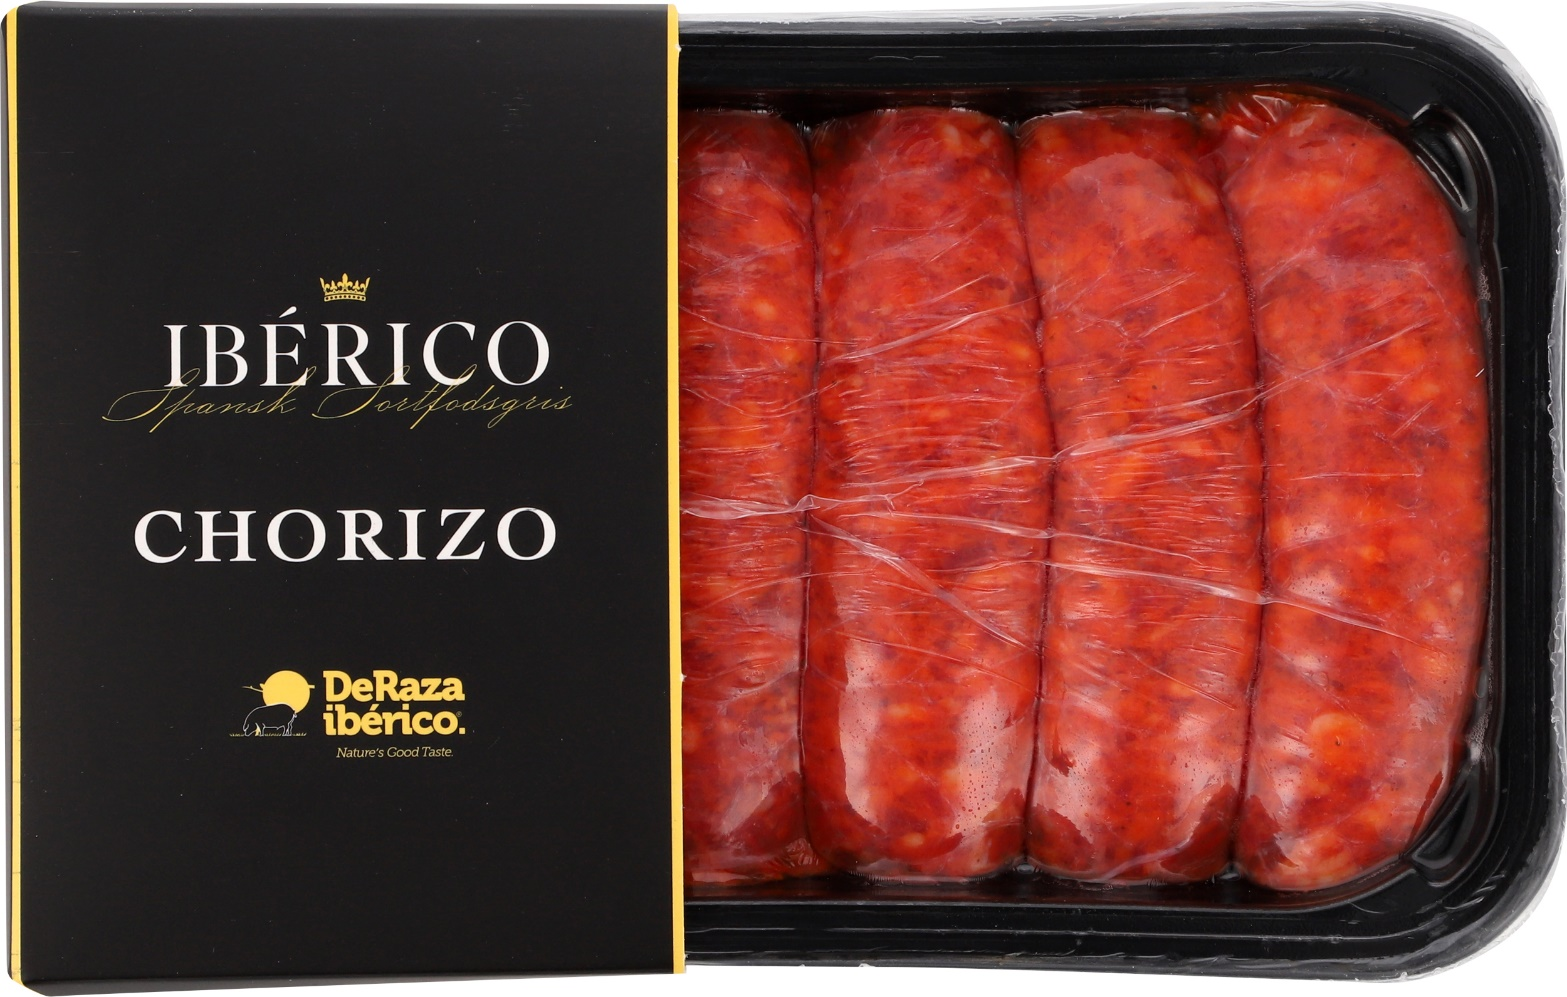 IBÉRICO
Spansk Sortfodsgris
CHORIZO
DeRaza
ibérico.
Nature's Good Taste.